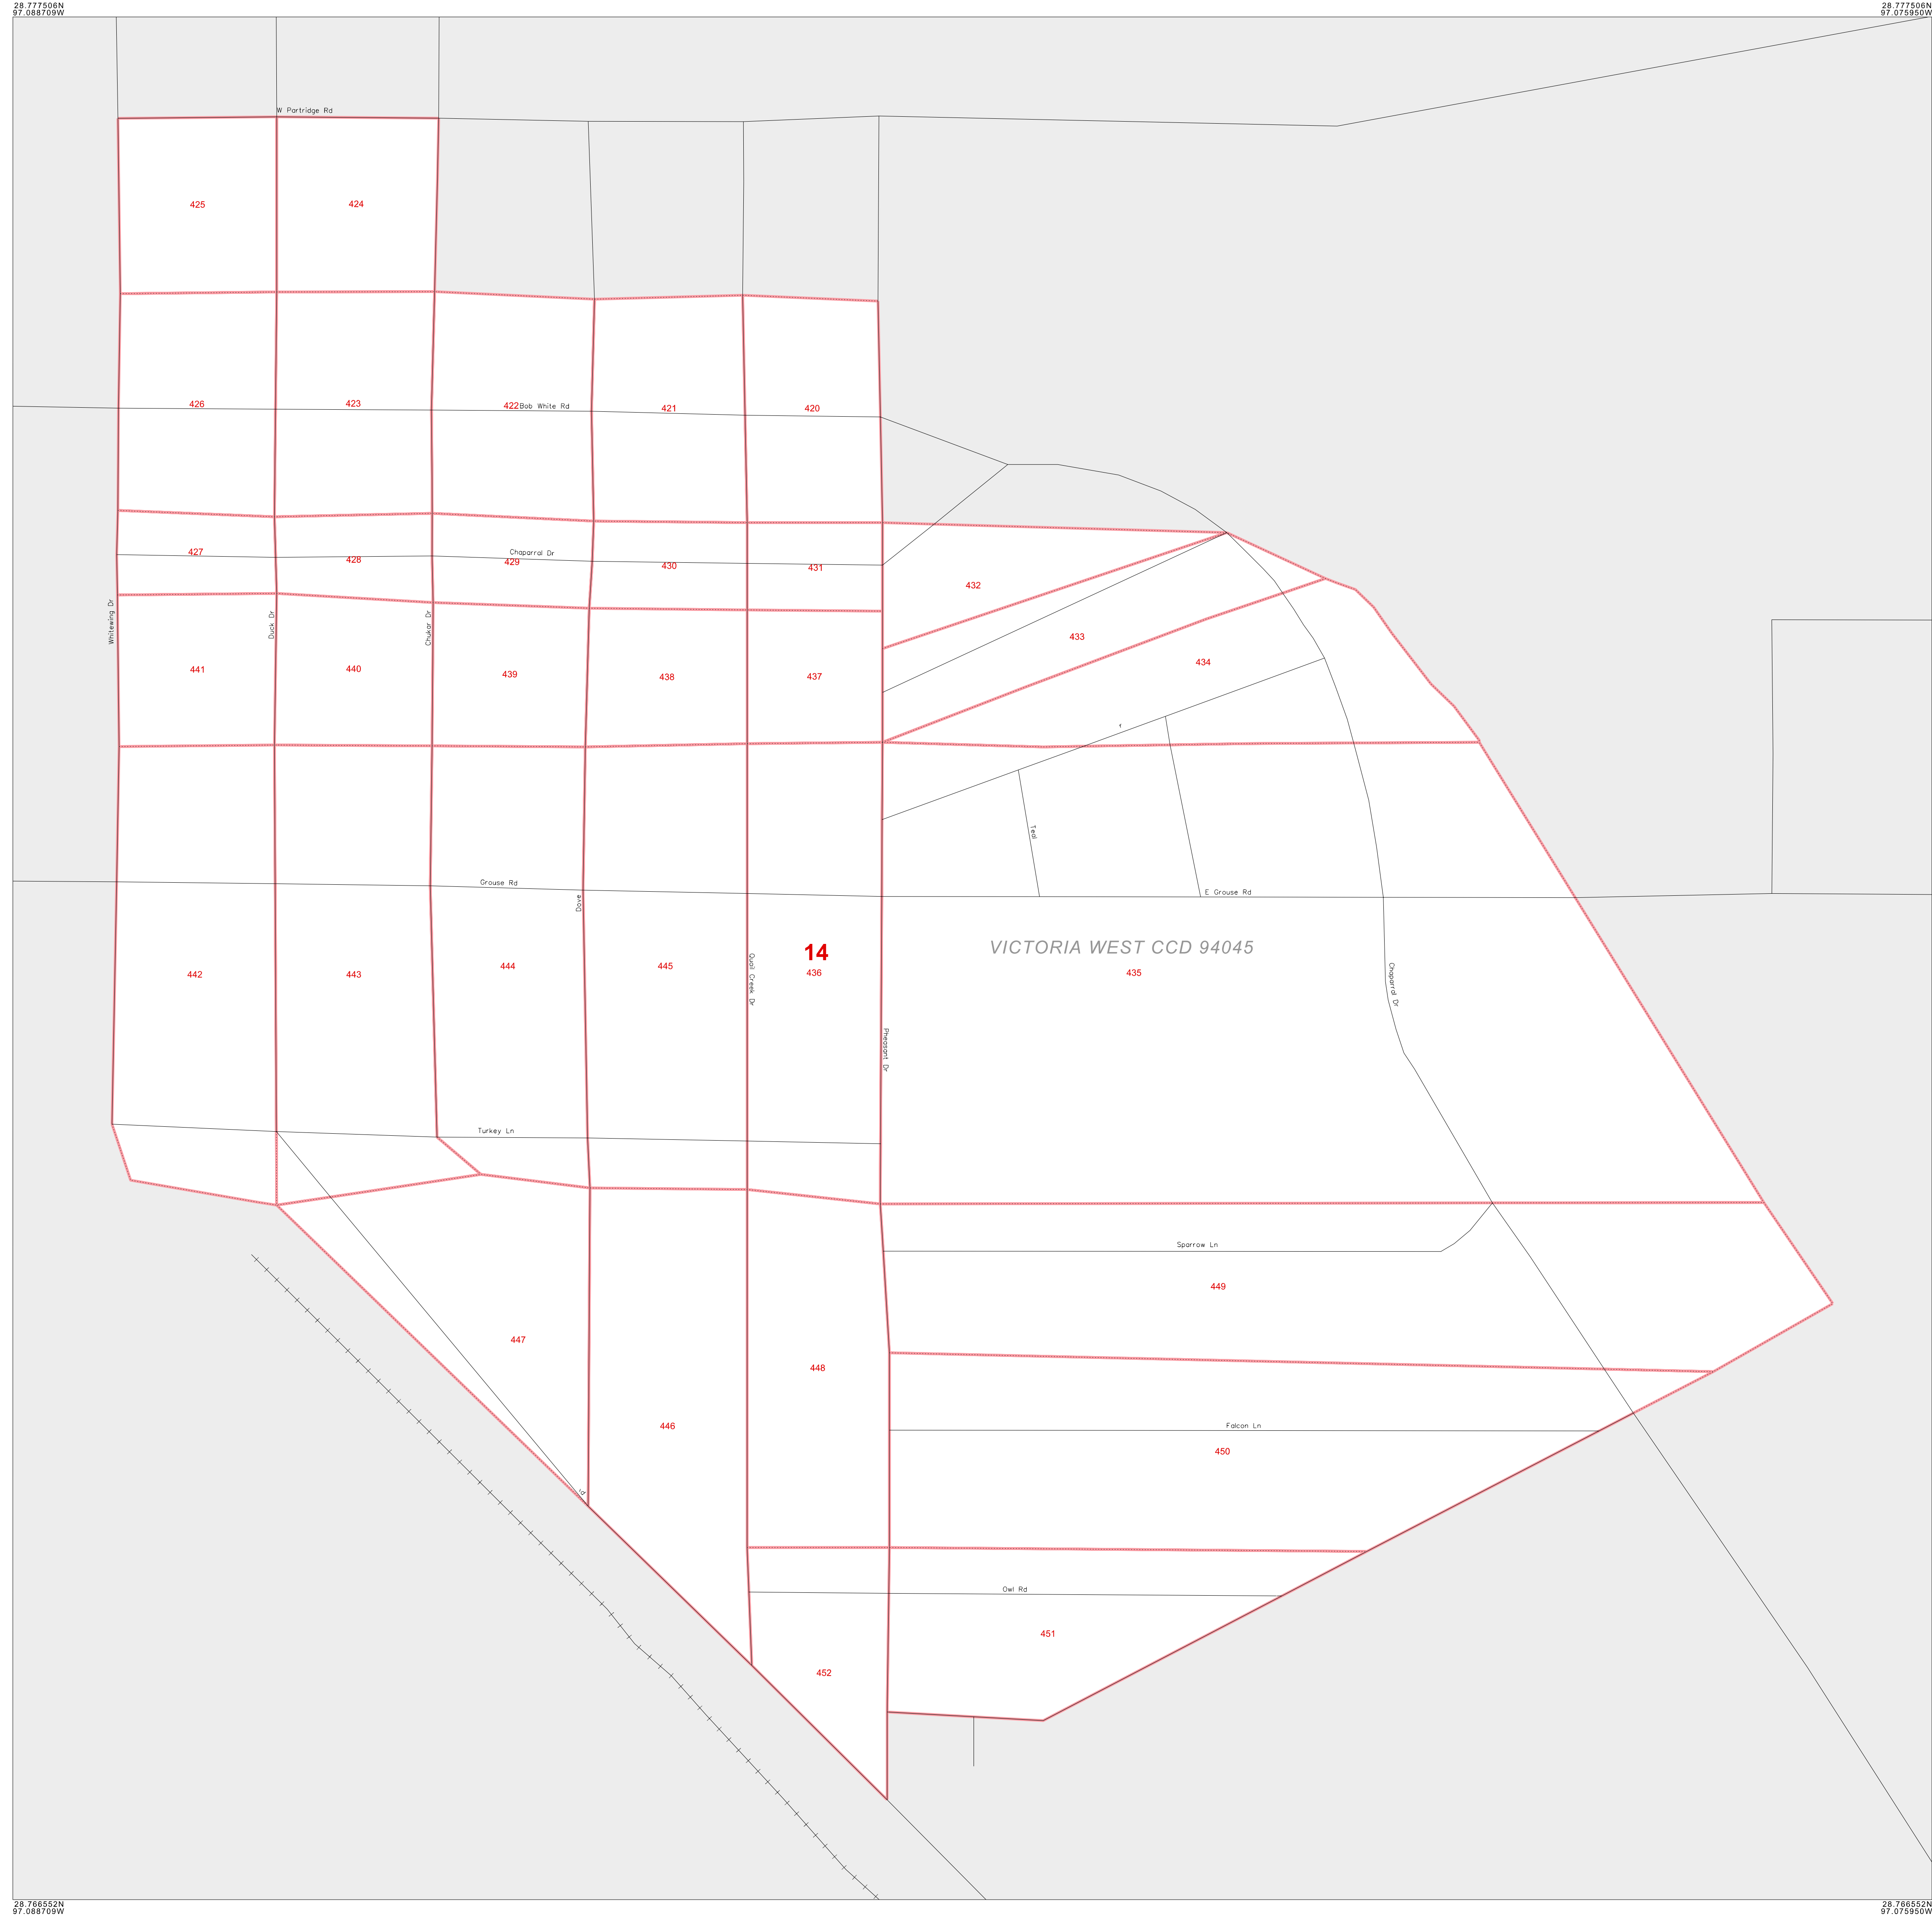 28.777506N
97.088709W
28.777506N
97.075950W
W Partridge Rd
425
424
426
423
422
Bob White Rd
421
420
427
428
Chaparral Dr
429
430
431
432
Whitewing Dr
Duck Dr
Chukar Dr
433
434
441
440
439
438
437
Teal
Grouse Rd
E Grouse Rd
Dove
14
VICTORIA WEST CCD 94045
442
443
444
445
Quail Creek Dr
436
435
Chaparral Dr
Pheasant Dr
Turkey Ln
Sparrow Ln
449
447
448
446
Falcon Ln
450
Owl Rd
451
452
28.766552N
97.088709W
28.766552N
97.075950W